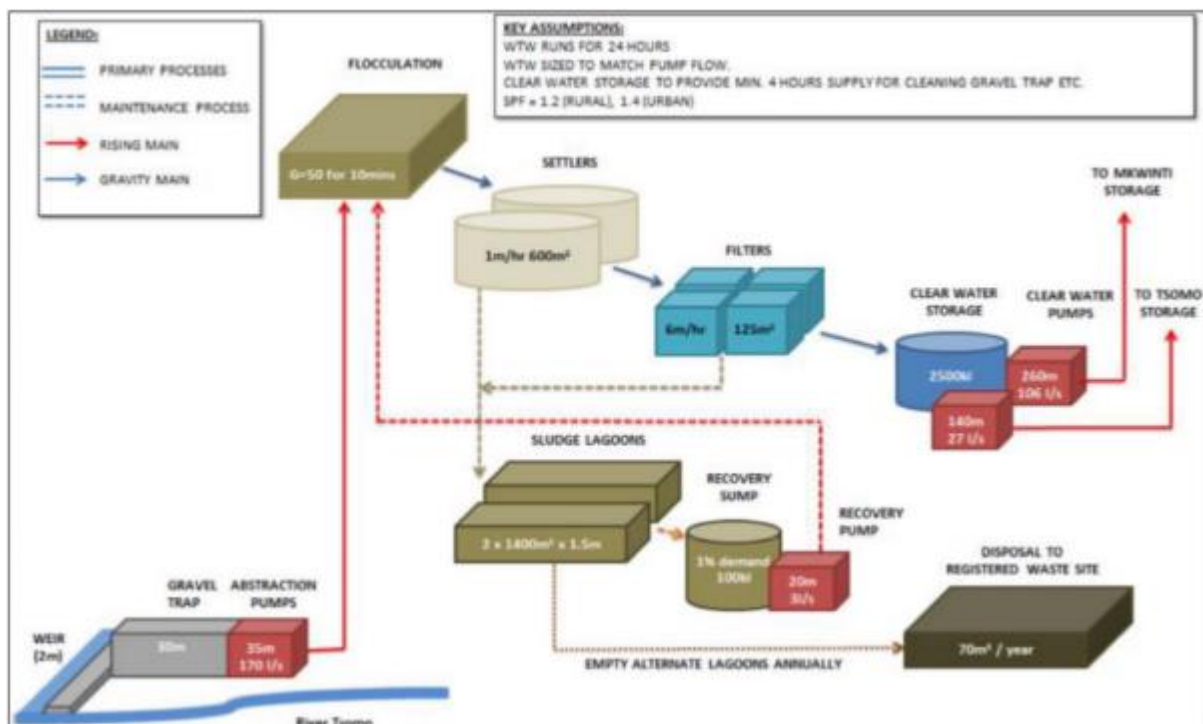 LEGEND:
PRIMARY PROCESSES
MAINTENANCE PROCESS
RISING MAIN
GRAVITY MAIN
KEY ASSUMPTIONS:
WTW RUNS FOR 24 HOURS
WTW SIZED TO MATCH PUMP FLOW.
CLEAR WATER STORAGE TO PROVIDE MIN. 4 HOURS SUPPLY FOR CLEANING GRAVEL TRAP ETC.
SPF = 1.2 (RURAL), 1.4 (URBAN)
FLOCCULATION
G=50 for 10mins
SETTLERS
1m/hr 600m²
FILTERS
6m/hr
125m²
CLEAR WATER
STORAGE
2500kl
CLEAR WATER
PUMPS
260m
106 l/s
140m
27 l/s
TO MKWINTI
STORAGE
TO TSOMO
STORAGE
SLUDGE LAGOONS
2 x 1400m² x 1.5m
RECOVERY
SUMP
1% demand
100kl
RECOVERY
PUMP
20m
3l/s
DISPOSAL TO
REGISTERED WASTE SITE
70m³ / year
EMPTY ALTERNATE LAGOONS ANNUALLY
GRAVEL
TRAP
30m
ABSTRACTION
PUMPS
35m
170 l/s
WEIR
(2m)
River Tsomo